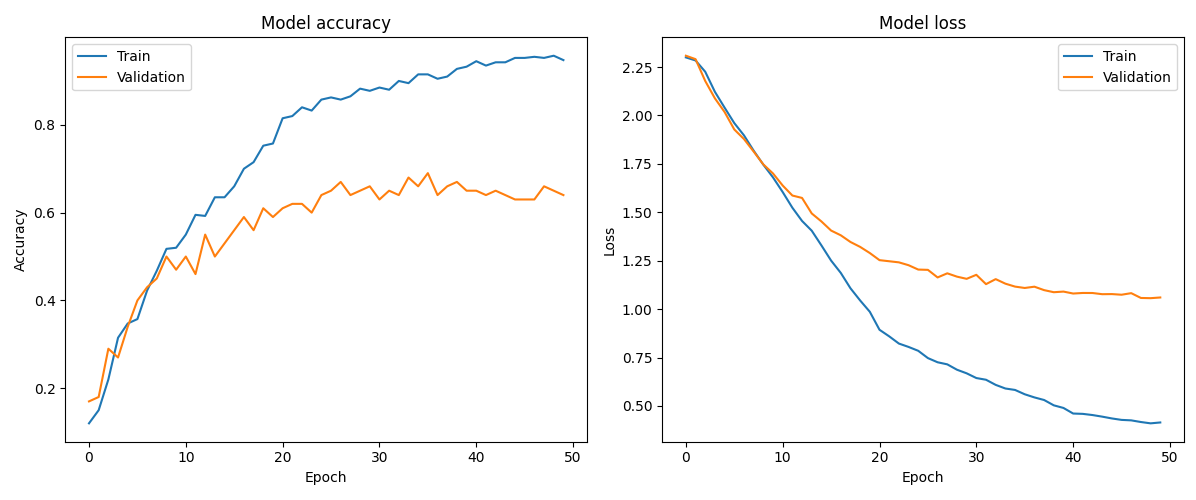 Model accuracy
Train
Validation
Accuracy
0.8
0.6
0.4
0.2
0 10 20 30 40 50
Epoch
Model loss
Train
Validation
Loss
2.25
2.00
1.75
1.50
1.25
1.00
0.75
0.50
0 10 20 30 40 50
Epoch